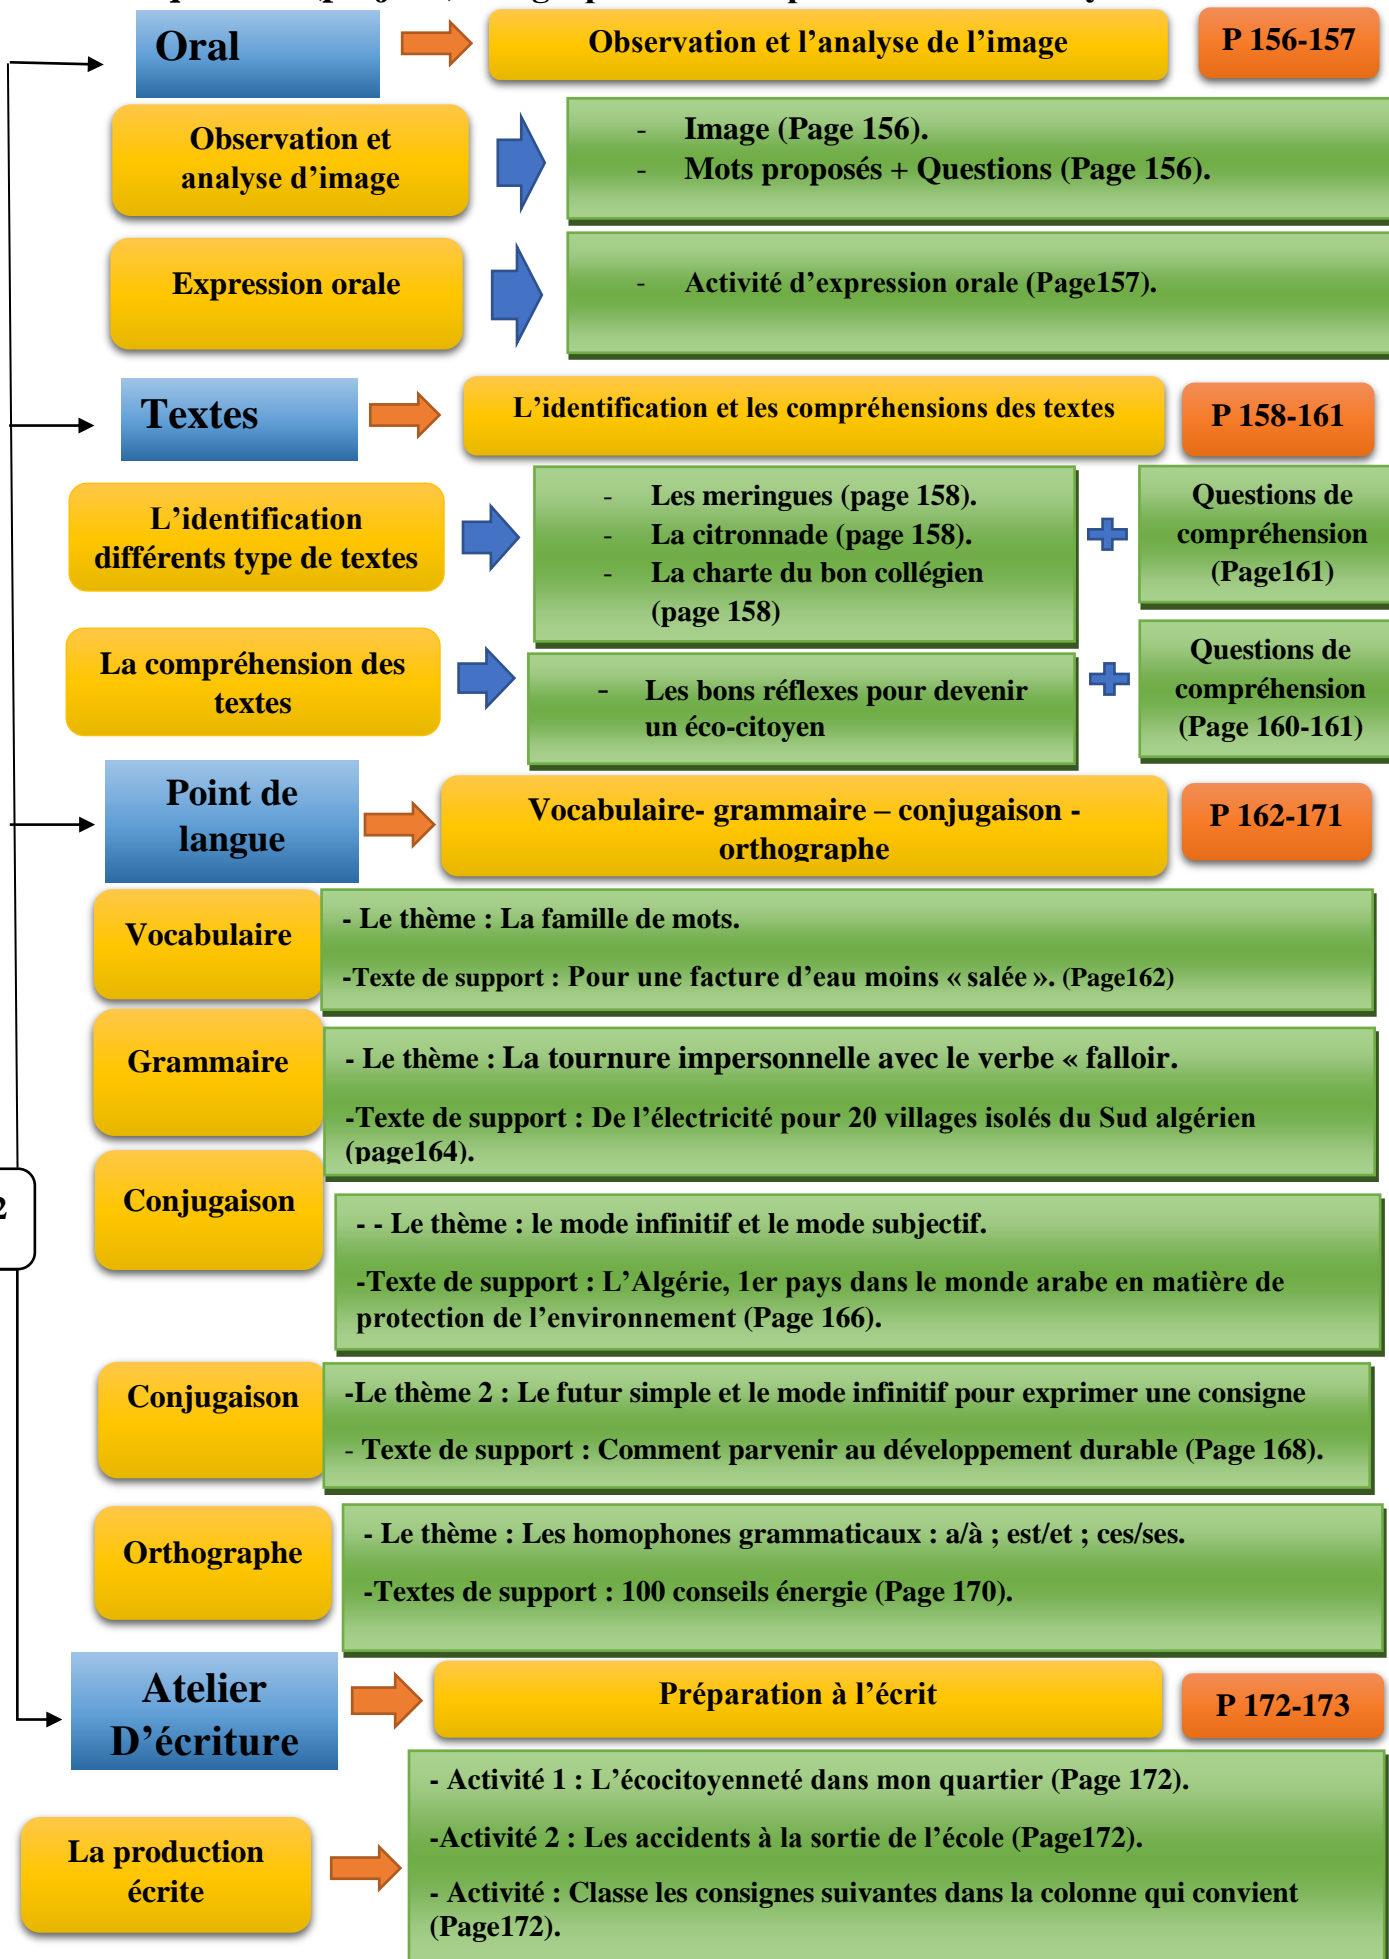 Oral
Observation et l’analyse de l’image
P 156-157
Observation et
analyse d’image
- Image (Page 156).
- Mots proposés + Questions (Page 156).
Expression orale
- Activité d’expression orale (Page157).
Textes
L’identification et les compréhensions des textes
P 158-161
L’identification
différents type de textes
- Les meringues (page 158).
- La citronnade (page 158).
- La charte du bon collégien
(page 158)
Questions de
compréhension
(Page161)
La compréhension des
textes
- Les bons réflexes pour devenir
un éco-citoyen
Questions de
compréhension
(Page 160-161)
Point de
langue
Vocabulaire- grammaire – conjugaison -
orthographe
P 162-171
Vocabulaire
- Le thème : La famille de mots.
-Texte de support : Pour une facture d’eau moins « salée ». (Page162)
Grammaire
- Le thème : La tournure impersonnelle avec le verbe « falloir.
-Texte de support : De l’électricité pour 20 villages isolés du Sud algérien
(page164).
2
Conjugaison
- - Le thème : le mode infinitif et le mode subjectif.
-Texte de support : L’Algérie, 1er pays dans le monde arabe en matière de
protection de l’environnement (Page 166).
Conjugaison
-Le thème 2 : Le futur simple et le mode infinitif pour exprimer une consigne
- Texte de support : Comment parvenir au développement durable (Page 168).
Orthographe
- Le thème : Les homophones grammaticaux : a/à ; est/et ; ces/ses.
-Textes de support : 100 conseils énergie (Page 170).
Atelier
D’écriture
Préparation à l’écrit
P 172-173
La production
écrite
- Activité 1 : L’écocitoyenneté dans mon quartier (Page 172).
-Activité 2 : Les accidents à la sortie de l’école (Page172).
- Activité : Classe les consignes suivantes dans la colonne qui convient
(Page172).